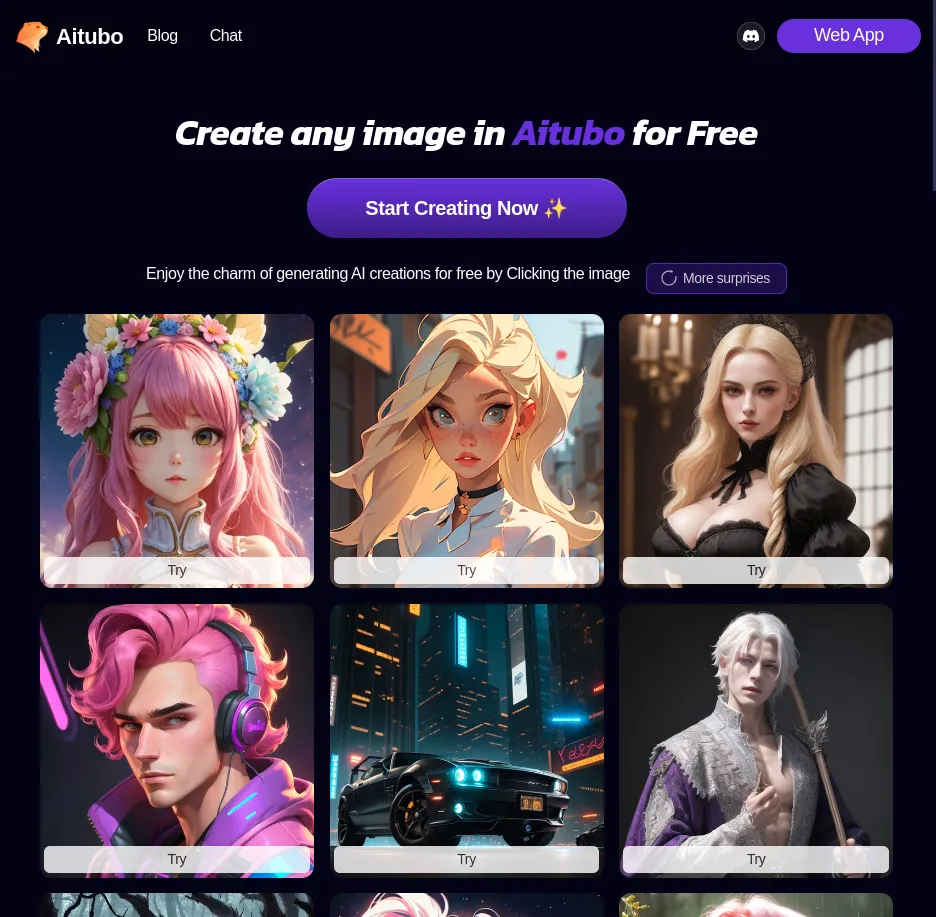 Aitubo
Blog
Chat
Web App
Create any image in Aitubo for Free
Start Creating Now ✨
Enjoy the charm of generating AI creations for free by Clicking the image
More surprises
Try
Try
Try
Try
Try
Try